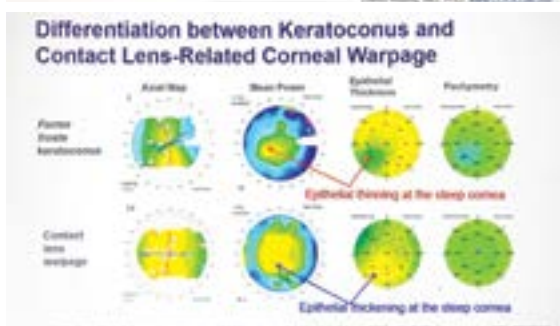 Differentiation between Keratoconus and
Contact Lens-Related Corneal Warpage
Axial Map
Mean Power
Epithelial
Thickness
Pachymetry
Forme
fruste
keratoconus
Epithelial thinning at the steep cornea
Contact
lens
warpage
Epithelial thickening at the steep cornea